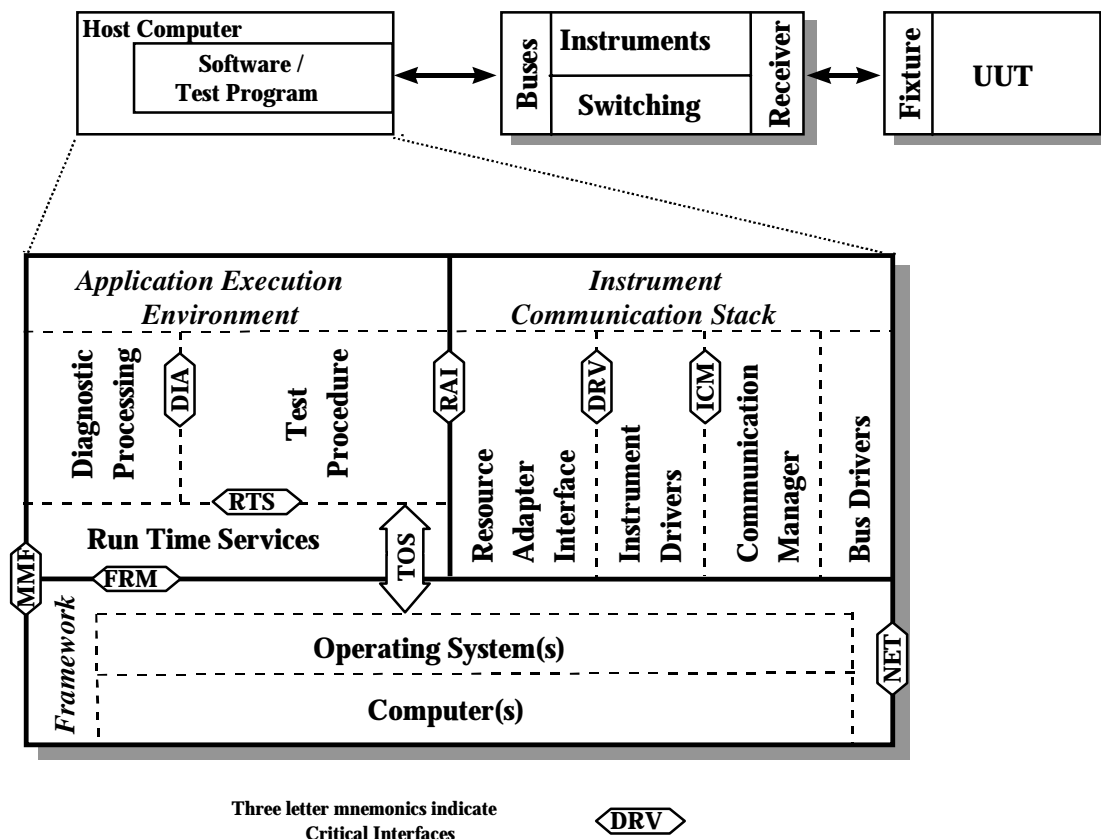 Host Computer
Software /
Test Program
Buses
Instruments
Switching
Receiver
Fixture
UUT
Application Execution
Environment
Instrument
Communication Stack
Diagnostic
Processing
DIA
Test
Procedure
RAI
Resource
Adapter
Interface
DRV
Instrument
Drivers
ICM
Communication
Manager
Bus Drivers
RTS
Run Time Services
TOS
MMF
FRM
Framework
Operating System(s)
Computer(s)
NET
Three letter mnemonics indicate
Critical Interfaces
DRV